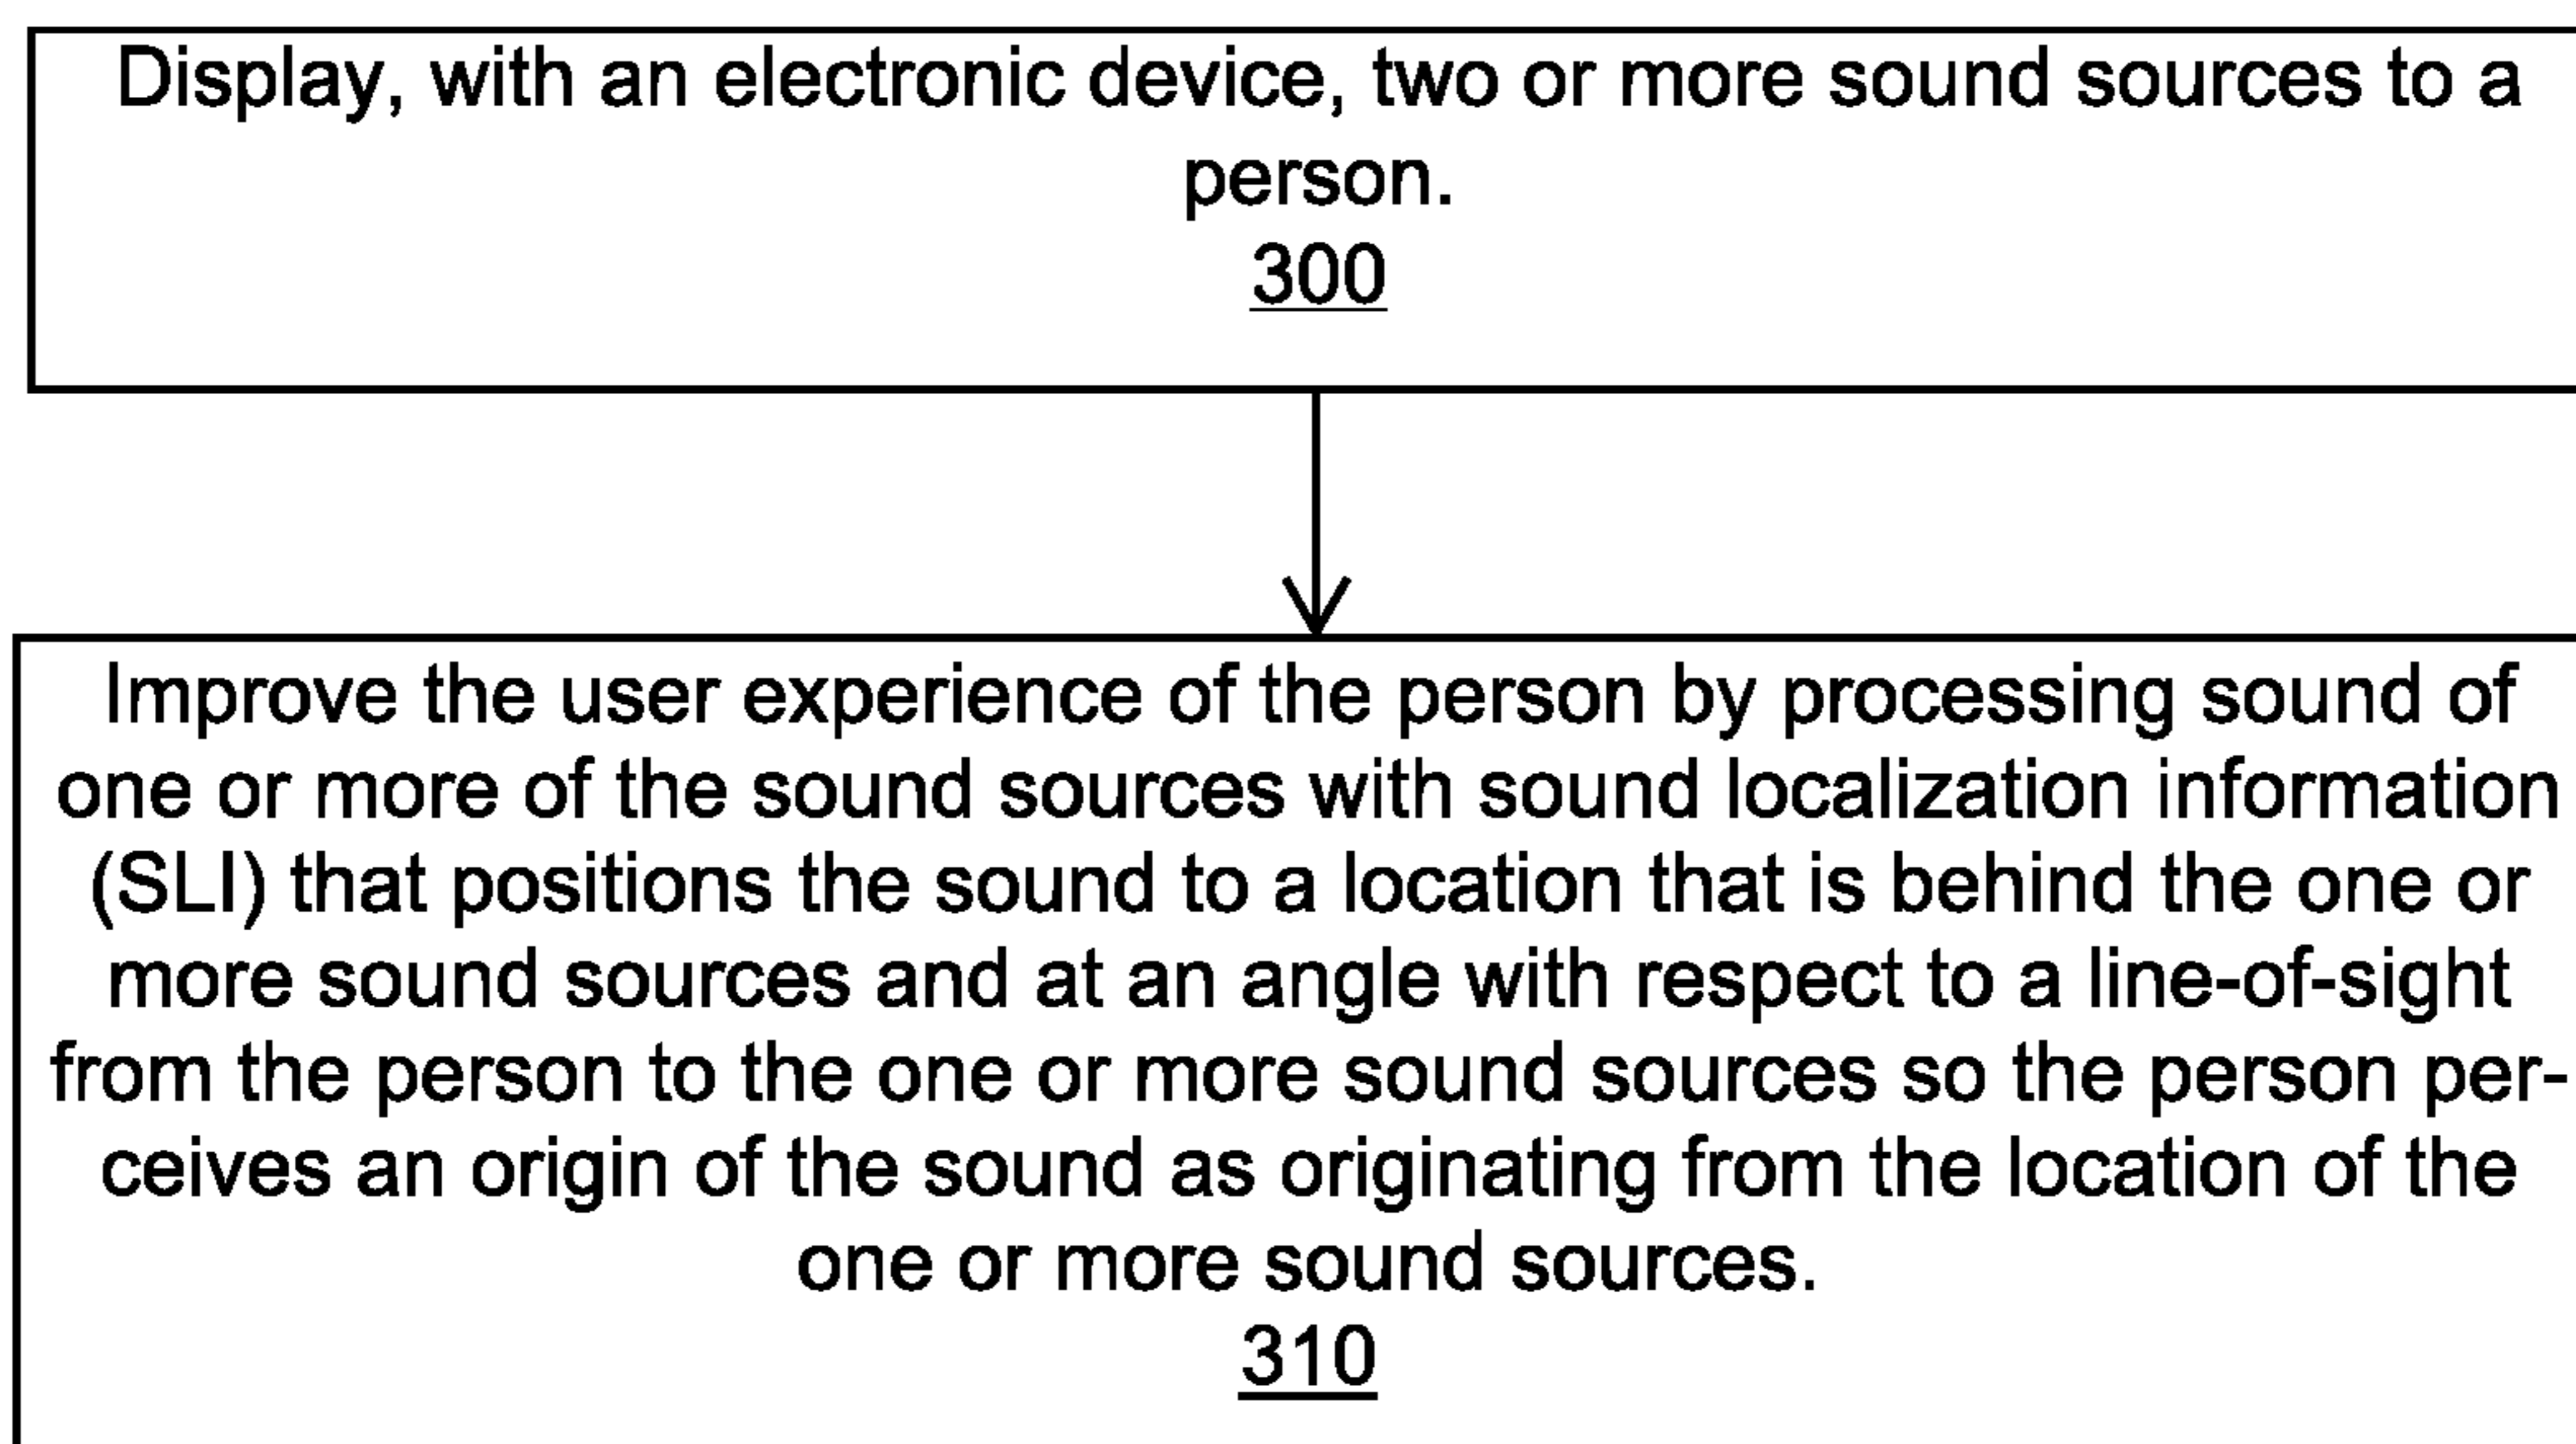 Display, with an electronic device, two or more sound sources to a
person.
300
Improve the user experience of the person by processing sound of
one or more of the sound sources with sound localization information
(SLI) that positions the sound to a location that is behind the one or
more sound sources and at an angle with respect to a line-of-sight
from the person to the one or more sound sources so the person per-
ceives an origin of the sound as originating from the location of the
one or more sound sources.
310